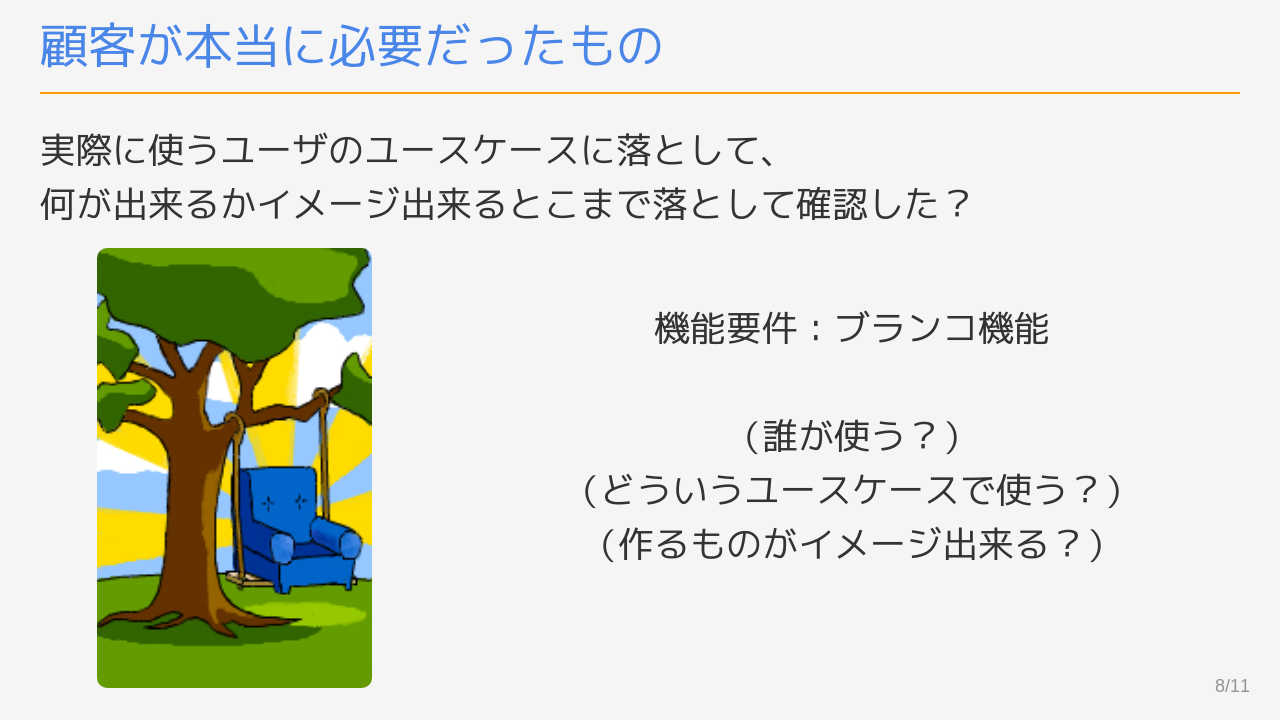 顧客が本当に必要だったもの
実際に使うユーザのユースケースに落として、
何が出来るかイメージ出来るとこまで落として確認した？
機能要件：ブランコ機能
（誰が使う？）
（どういうユースケースで使う？）
（作るものがイメージ出来る？）
8/11